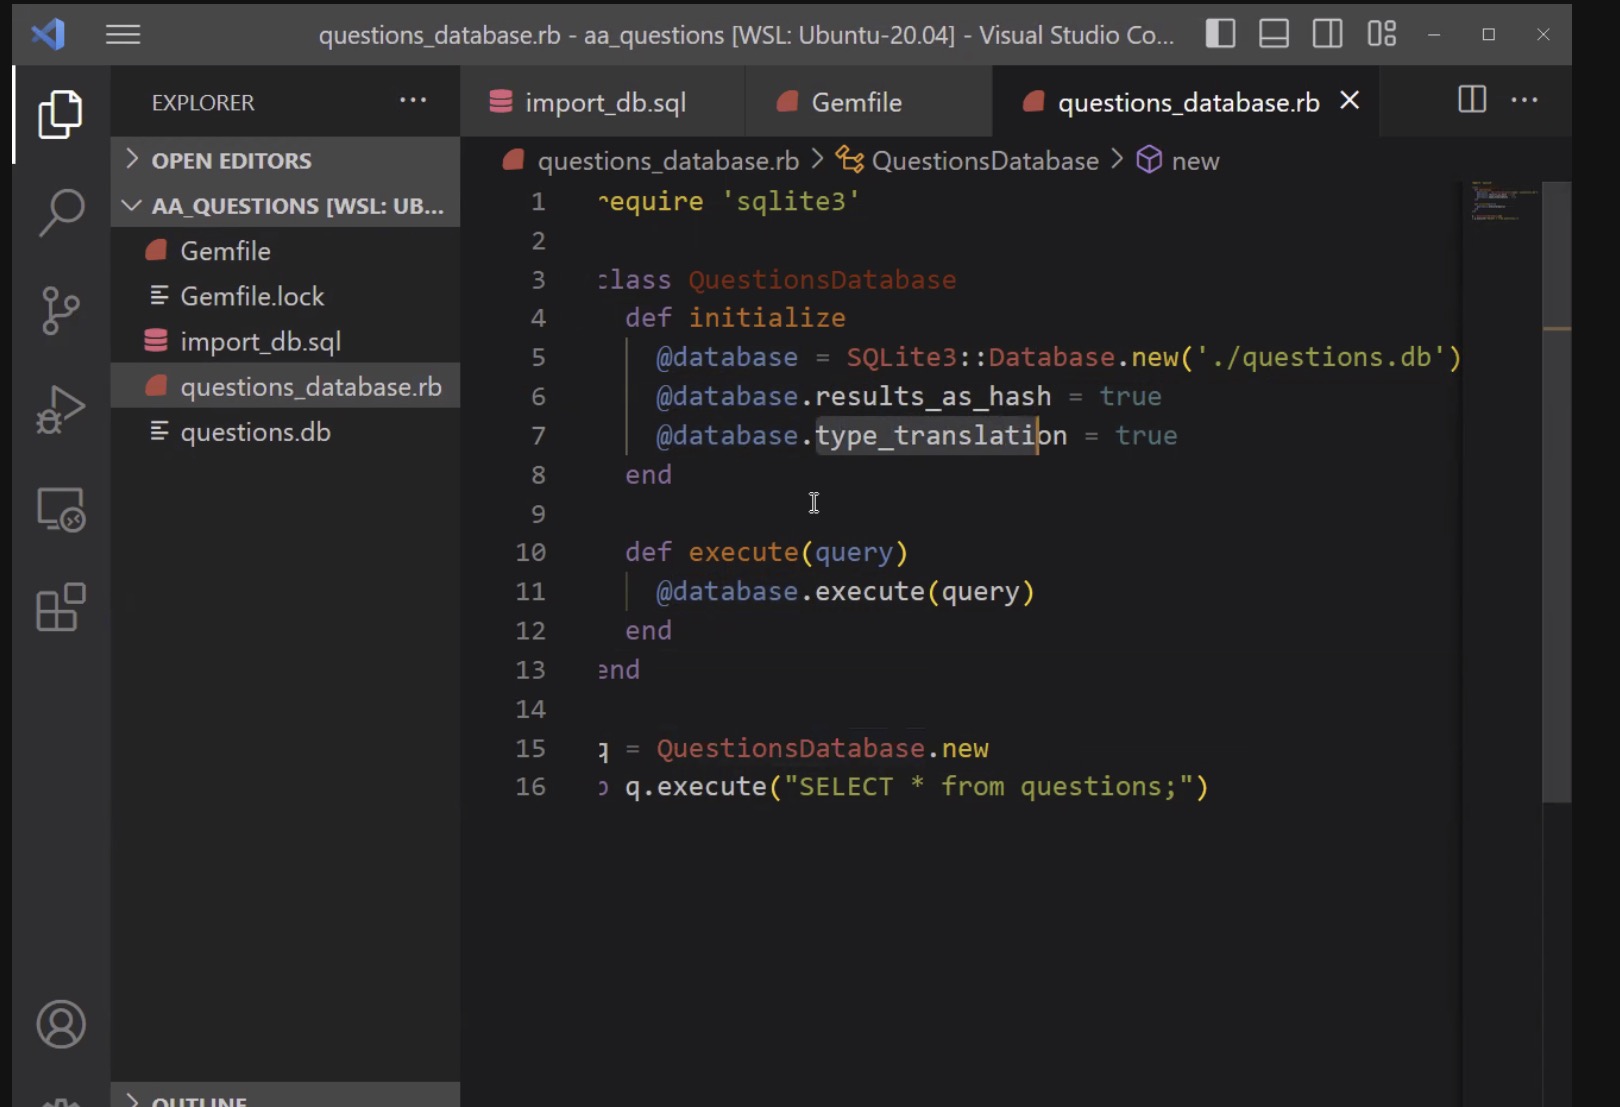 questions_database.rb - aa_questions [WSL: Ubuntu-20.04] - Visual Studio Co...
EXPLORER
import_db.sql
Gemfile
questions_database.rb
OPEN EDITORS
AA_QUESTIONS [WSL: UB...
Gemfile
Gemfile.lock
import_db.sql
questions_database.rb
questions.db
OUTLINE
questions_database.rb > QuestionsDatabase > new
1 require 'sqlite3'
2
3 class QuestionsDatabase
4 def initialize
5 @database = SQLite3::Database.new('./questions.db')
6 @database.results_as_hash = true
7 @database.type_translation = true
8 end
9
10 def execute(query)
11 @database.execute(query)
12 end
13 end
14
15 q = QuestionsDatabase.new
16 p q.execute("SELECT * from questions;")